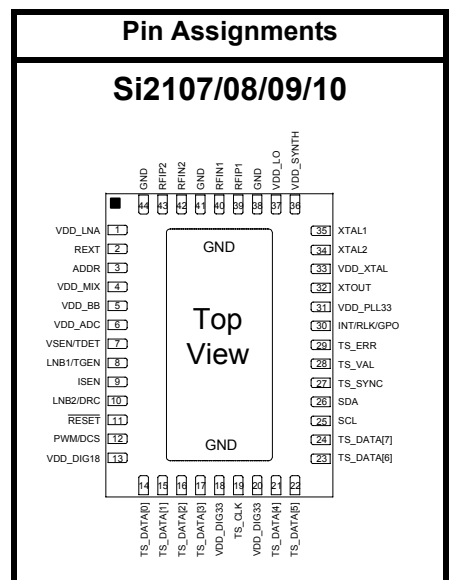 Pin Assignments
Si2107/08/09/10
GND
RFIP2
RFIN2
GND
RFIN1
RFIP1
GND
VDD_LO
VDD_SYNTH
44
43
42
41
40
39
38
37
36
VDD_LNA 1
REXT 2
ADDR 3
VDD_MIX 4
VDD_BB 5
VDD_ADC 6
VSEN/TDET 7
LNB1/TGEN 8
ISEN 9
LNB2/DRC 10
RESET 11
PWM/DCS 12
VDD_DIG18 13
GND
Top
View
GND
35 XTAL1
34 XTAL2
33 VDD_XTAL
32 XTOUT
31 VDD_PLL33
30 INT/RLK/GPO
29 TS_ERR
28 TS_VAL
27 TS_SYNC
26 SDA
25 SCL
24 TS_DATA[7]
23 TS_DATA[6]
14
15
16
17
18
19
20
21
22
TS_DATA[0]
TS_DATA[1]
TS_DATA[2]
TS_DATA[3]
VDD_DIG33
TS_CLK
VDD_DIG33
TS_DATA[4]
TS_DATA[5]